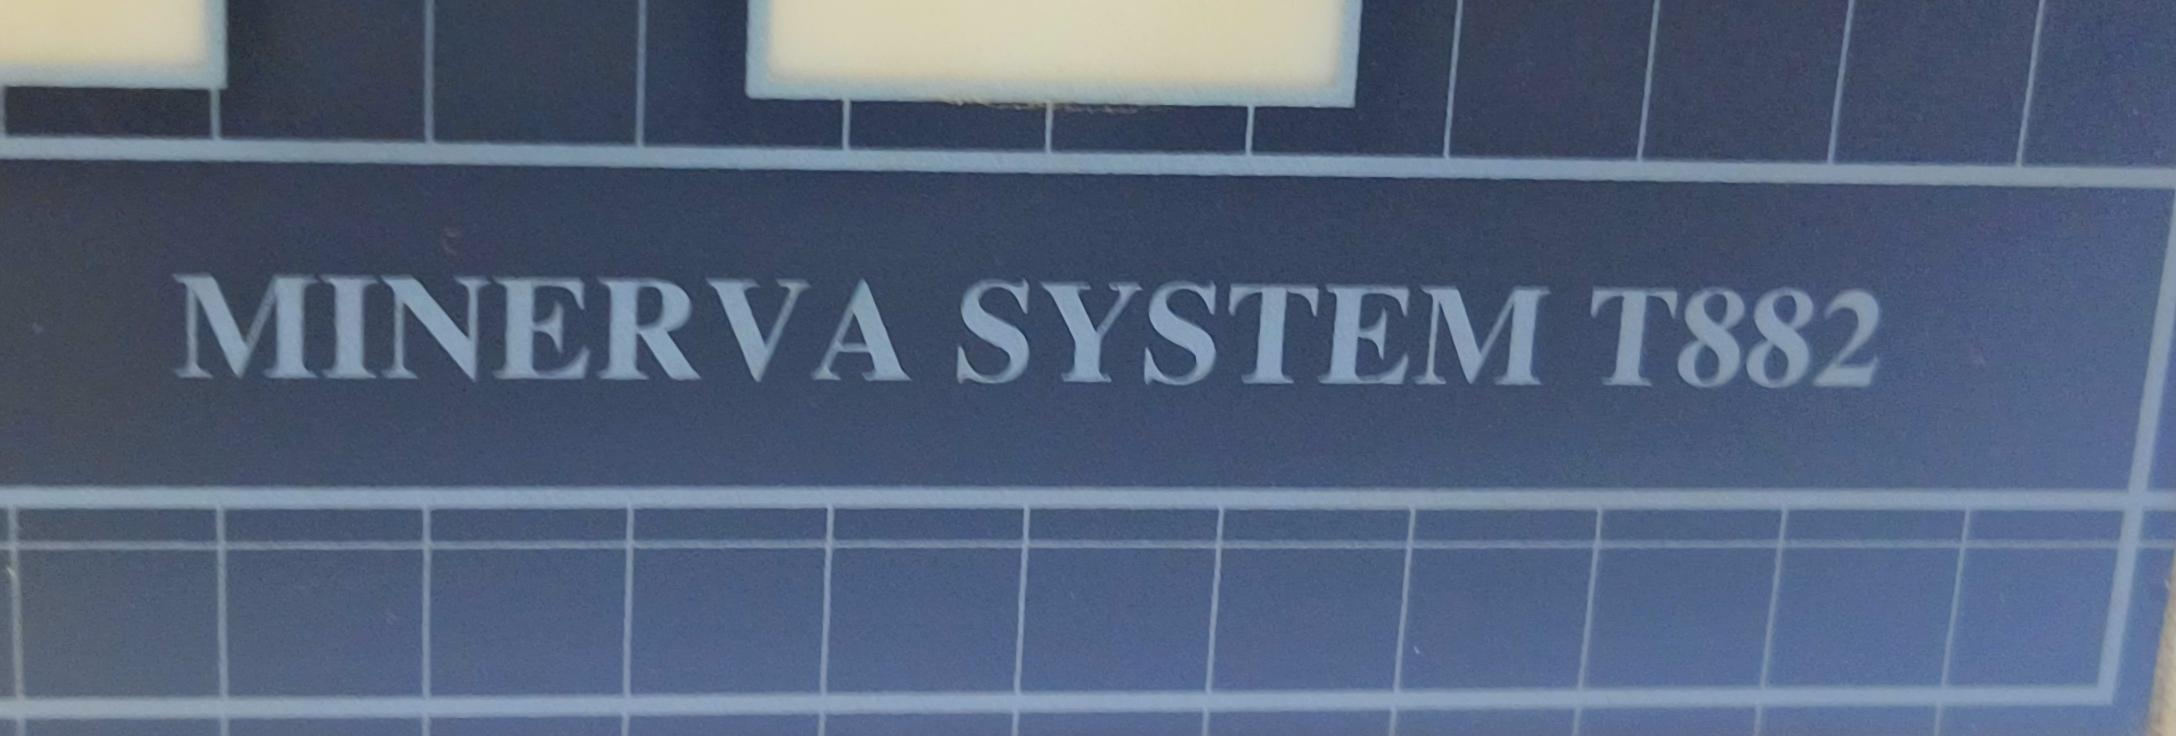 MINERVA SYSTEM T882